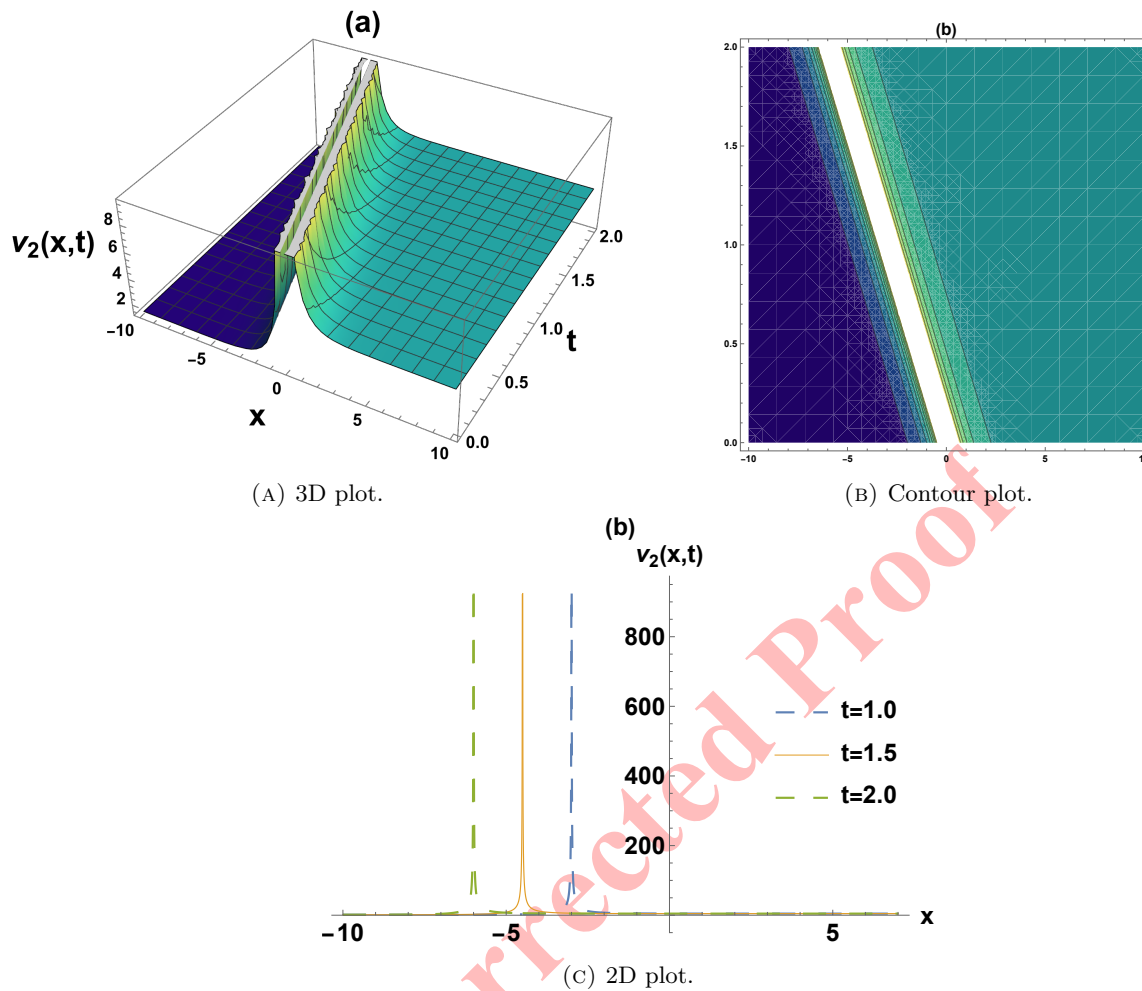 (a)
8
6
4
2
v₂(x,t)
-10
-5
0
5
10
x
0.0
0.5
1.0
1.5
2.0
t
(A) 3D plot.
(b)
2.0
1.5
1.0
0.5
0.0
-10
-5
0
5
(B) Contour plot.
(b)
v₂(x,t)
800
600
400
200
-10
-5
5
x
t=1.0
t=1.5
t=2.0
(C) 2D plot.
rrected Proof